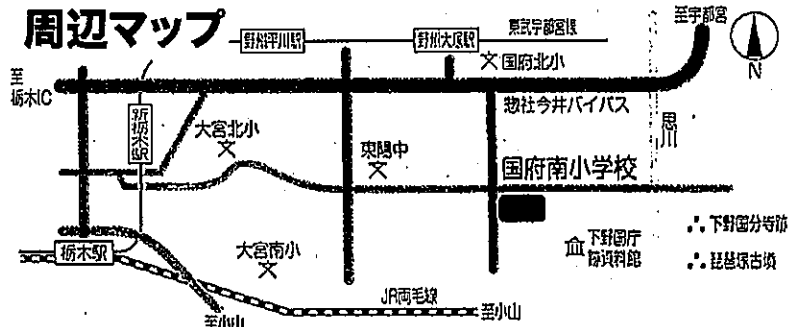 周辺マップ
野州平川駅
野州大塚駅
東武宇都宮線
至宇都宮
国府北小
N
至
栃木IC
惣社今井バイパス
新栃木駅
大宮北小
東陽中
思川
国府南小学校
下野国庁
跡資料館
下野国分寺跡
琵琶塚古墳
栃木駅
大宮南小
JR両毛線
至小山
至小山